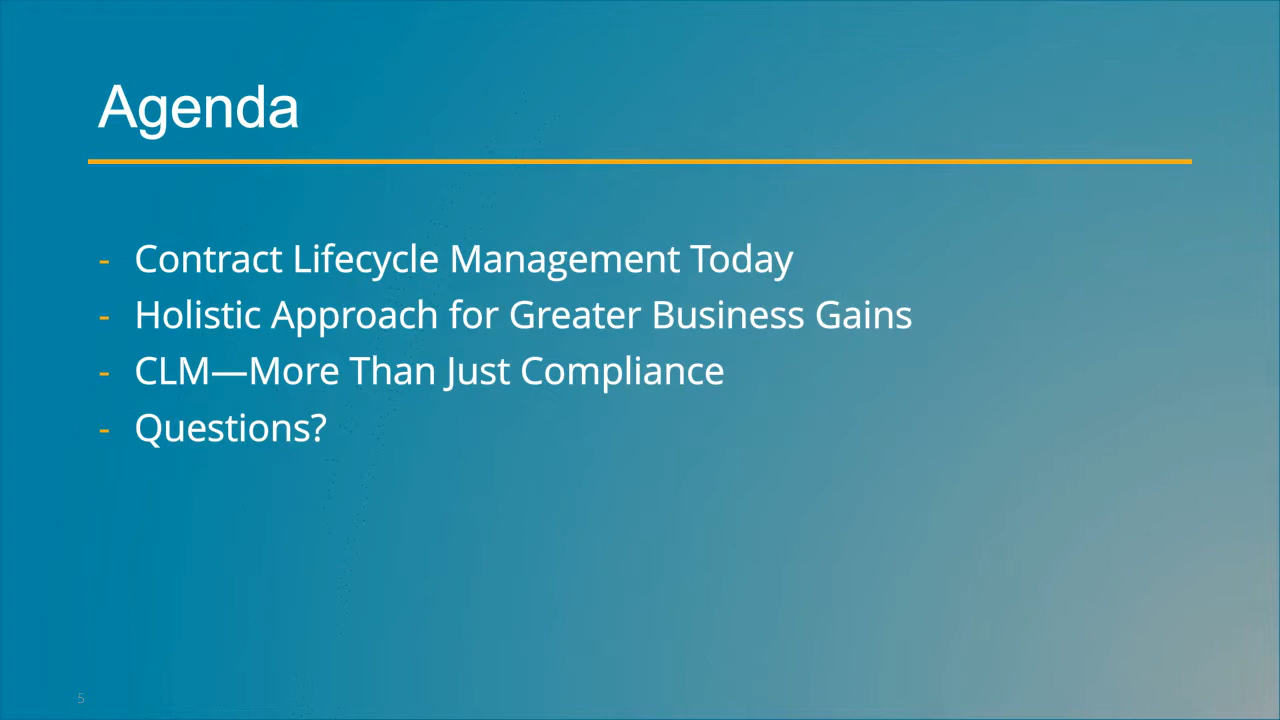 Agenda
- Contract Lifecycle Management Today
- Holistic Approach for Greater Business Gains
- CLM—More Than Just Compliance
- Questions?
5